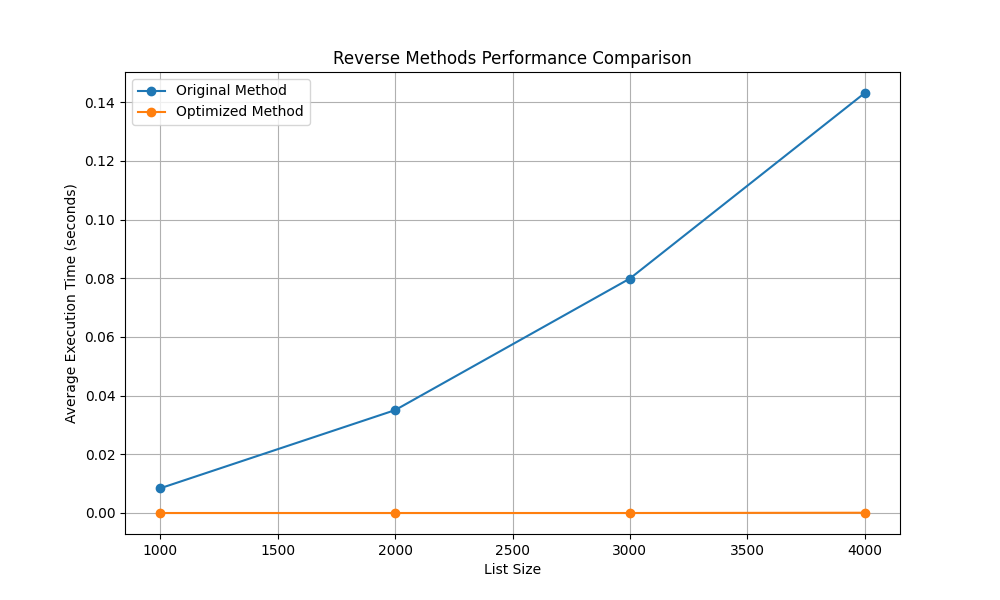 Reverse Methods Performance Comparison
Original Method
Optimized Method
Average Execution Time (seconds)
0.14
0.12
0.10
0.08
0.06
0.04
0.02
0.00
1000 1500 2000 2500 3000 3500 4000
List Size